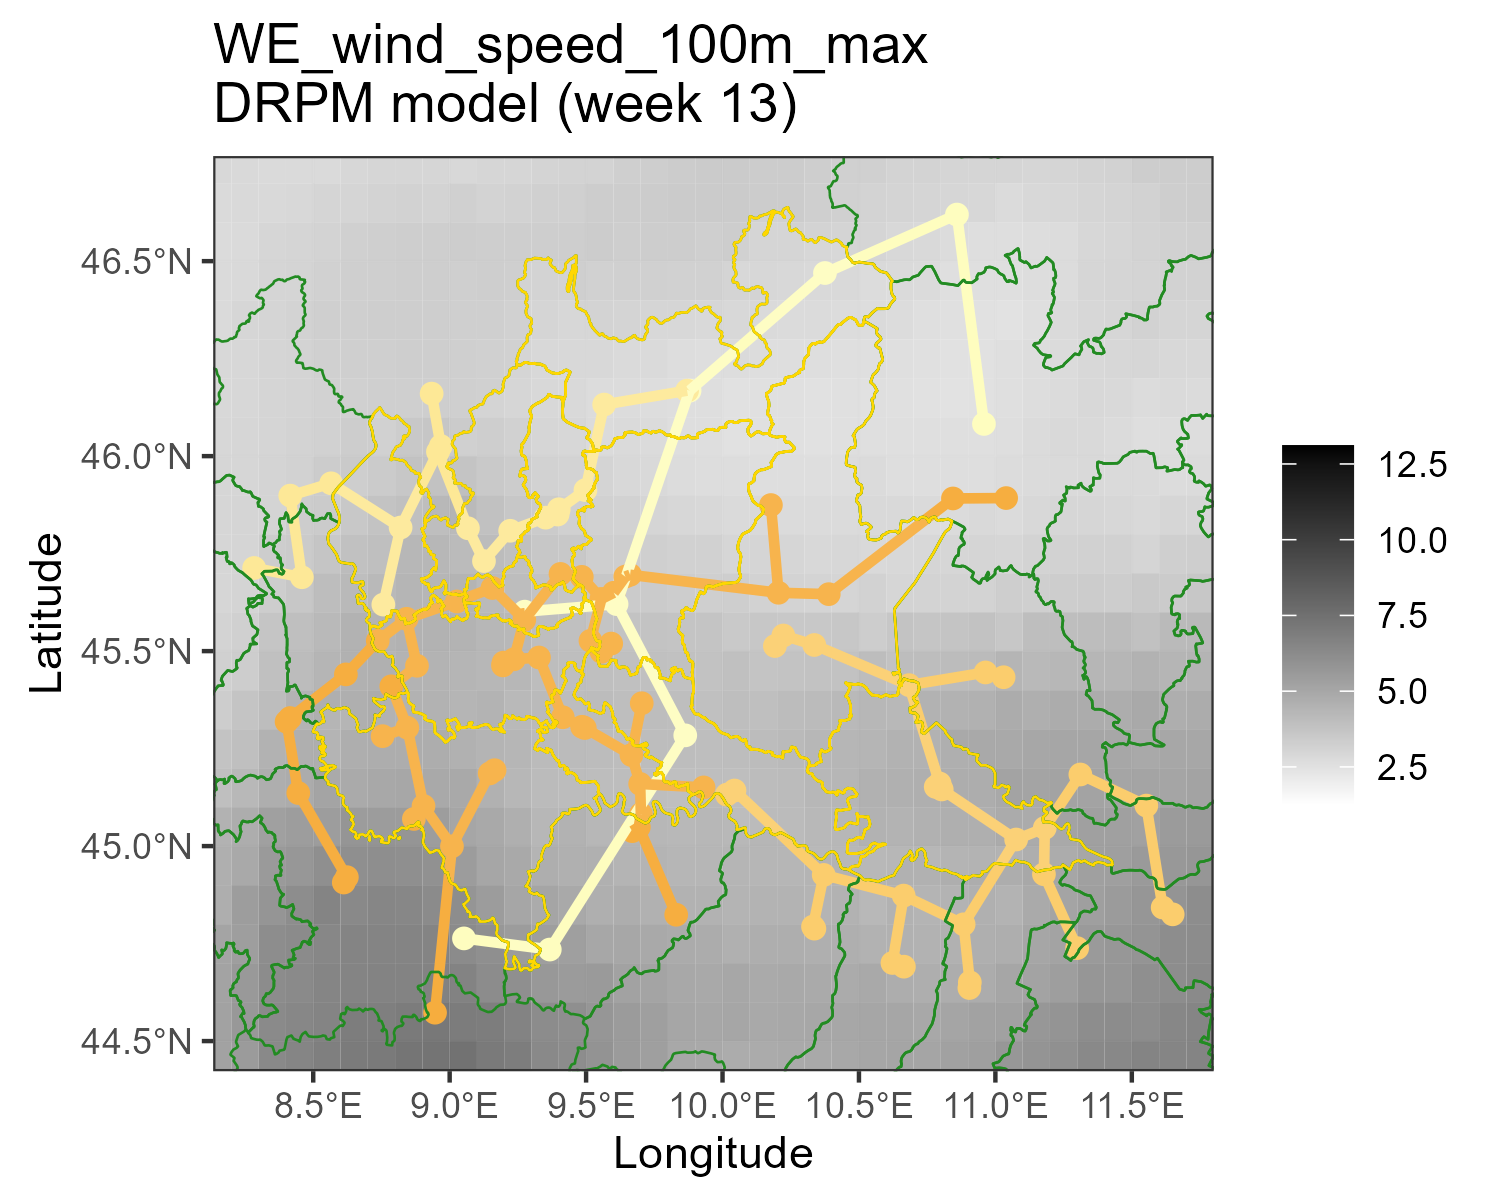 WE_wind_speed_100m_max
DRPM model (week 13)
46.5°N
46.0°N
45.5°N
45.0°N
44.5°N
Latitude
8.5°E 9.0°E 9.5°E 10.0°E 10.5°E 11.0°E 11.5°E
Longitude
12.5
10.0
7.5
5.0
2.5